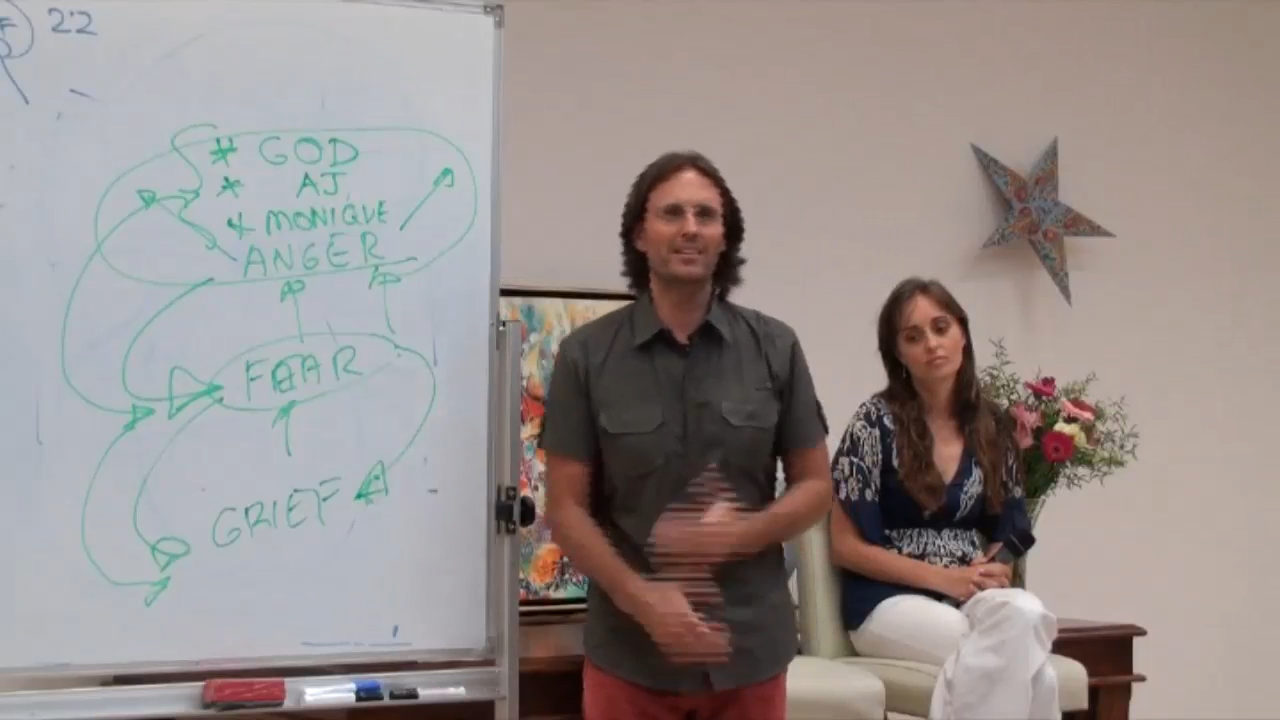 22
* GOD
* AJ
* MONIQUE
ANGER
FEAR
GRIEF